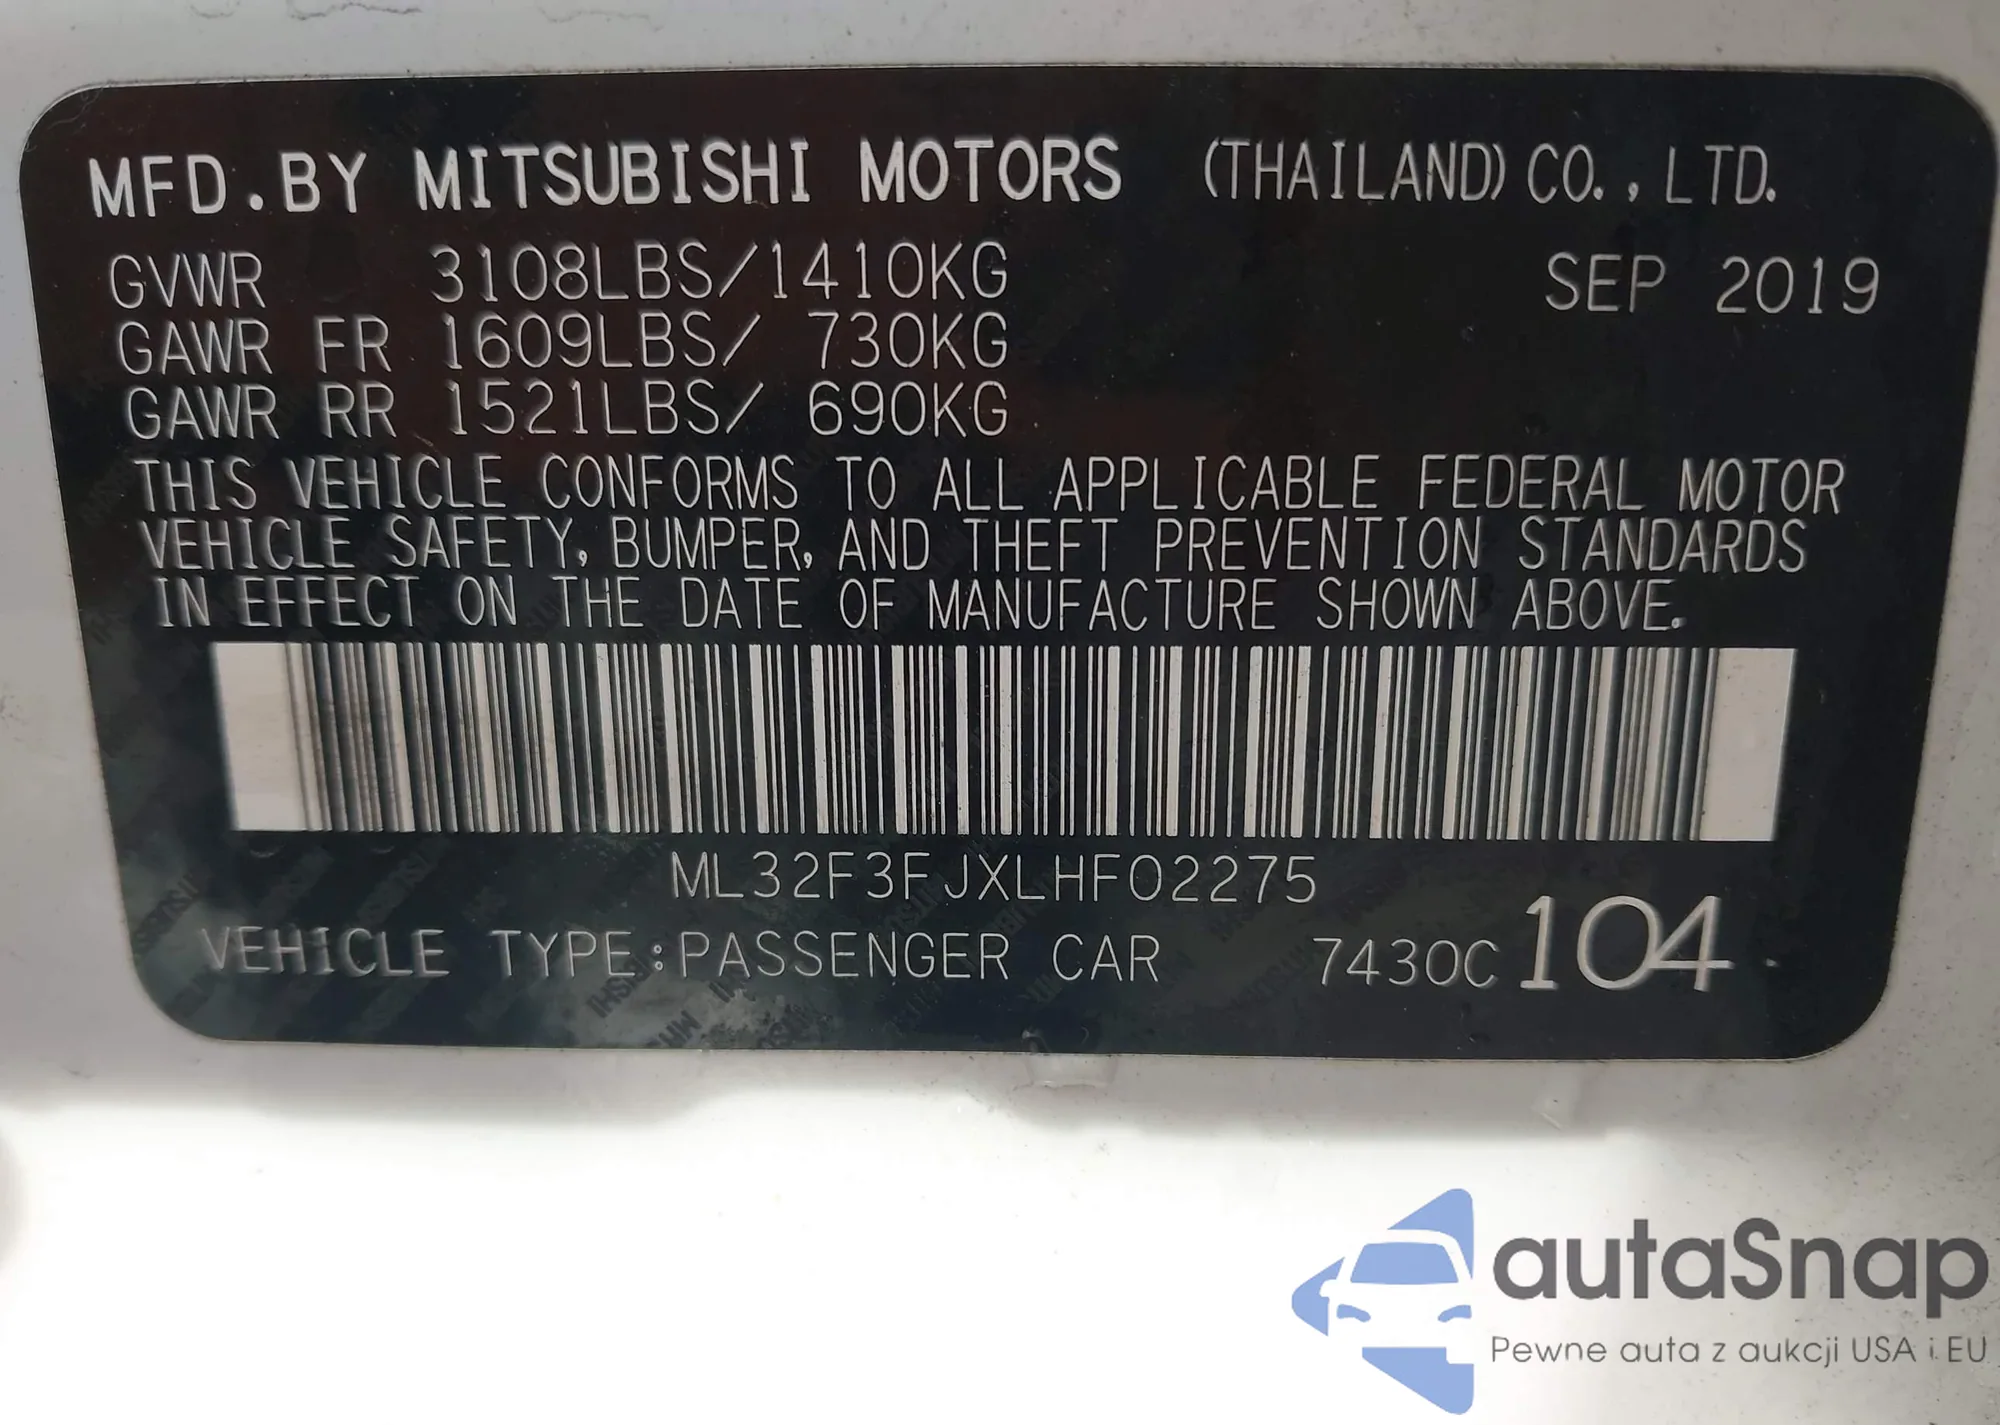 MFD.BY MITSUBISHI MOTORS (THAILAND) CO., LTD.
GVWR 3108LBS/1410KG SEP 2019
GAWR FR 1609LBS/ 730KG
GAWR RR 1521LBS/ 690KG
THIS VEHICLE CONFORMS TO ALL APPLICABLE FEDERAL MOTOR
VEHICLE SAFETY, BUMPER, AND THEFT PREVENTION STANDARDS
IN EFFECT ON THE DATE OF MANUFACTURE SHOWN ABOVE.
ML32F3FJXLHF02275
VEHICLE TYPE:PASSENGER CAR 7430C 104
autaSnap
Pewne auta z aukcji USA i EU